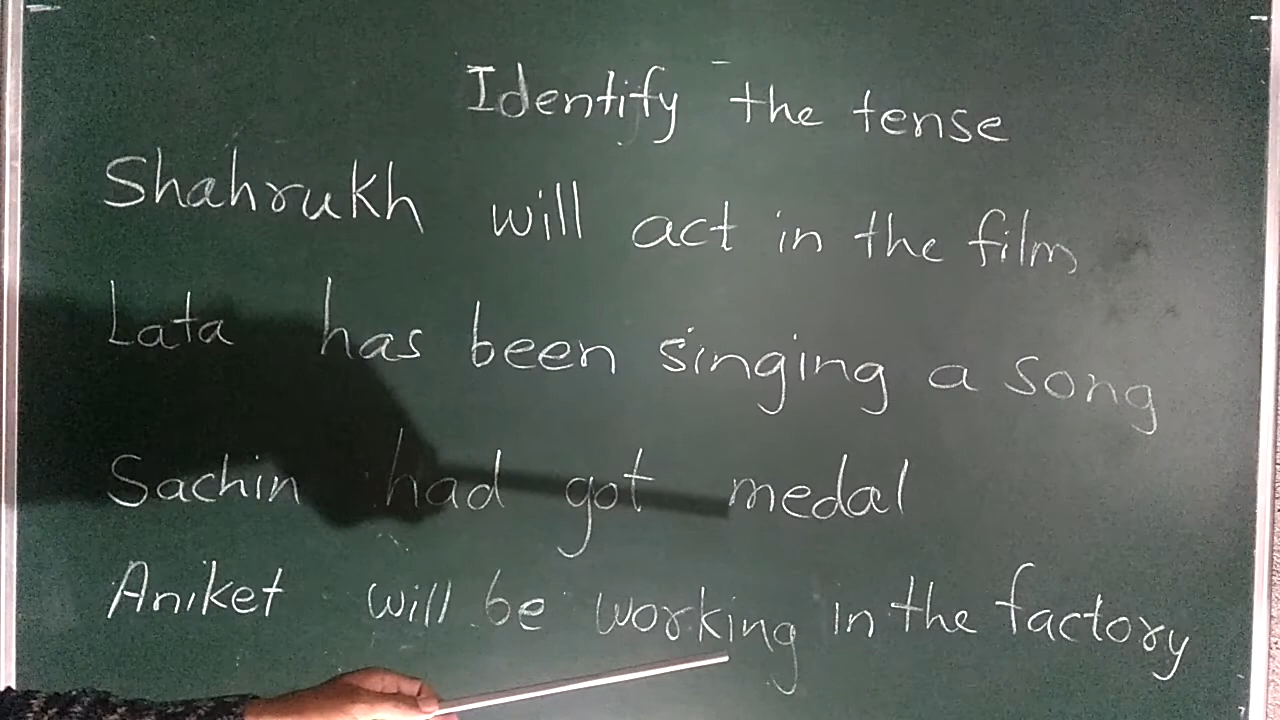 Identify the tense
Shahrukh will act in the film
Lata has been singing a song
Sachin had got medal
Aniket will be working in the factory